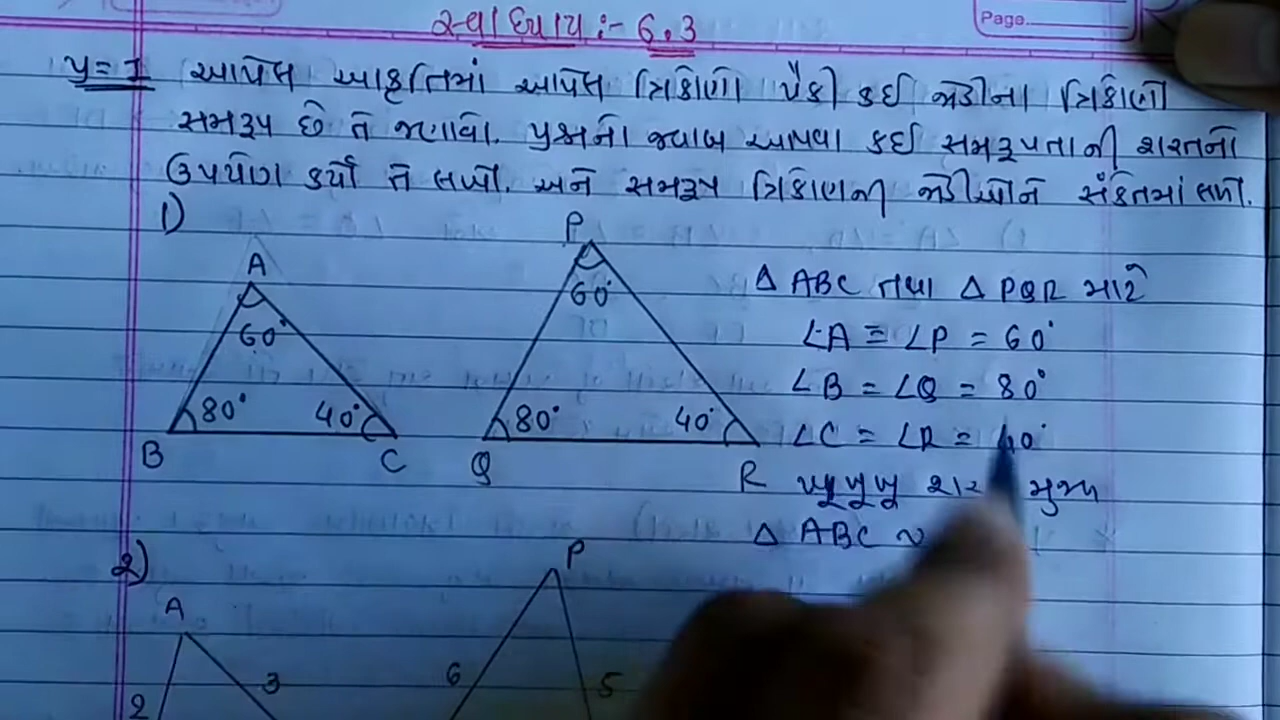 Page.
સ્વાધ્યાય :- 6.3
પ્ર=1 આપેલ આકૃતિમાં આપેલ ત્રિકોણો પૈકી કઈ જોડીના ત્રિકોણો
સમરૂપ છે તે જણાવો. પ્રશ્નનો જવાબ આપવા કઈ સમરૂપતાની શરતનો
ઉપયોગ કર્યો તે લખો. અને સમરૂપ ત્રિકોણની જોડીઓને સંકેતમાં લખો.
1)
A
60°
80° 40°
B C
P
60°
80° 40°
Q R
Δ ABC તથા Δ PQR માટે
∠A = ∠P = 60°
∠B = ∠Q = 80°
∠C = ∠R = 40°
ખૂખૂખૂ
Δ ABC ~
2)
A
2 3
P
6 5